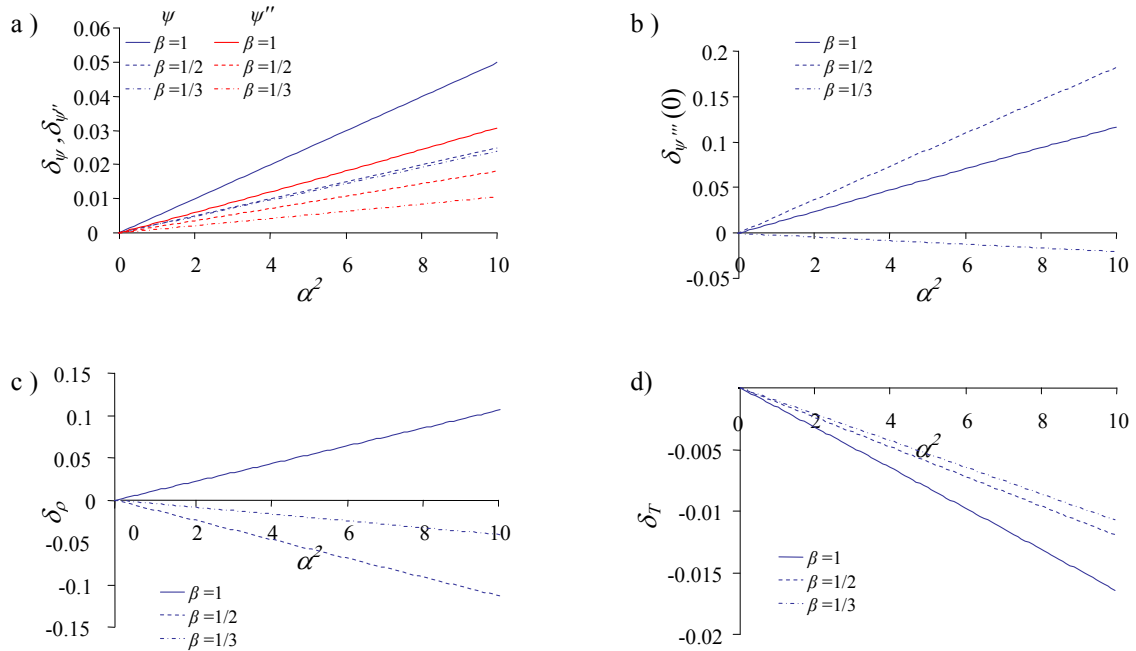 a )
ψ ψ''
β =1 β =1
β =1/2 β =1/2
β =1/3 β =1/3
0.06
0.05
0.04
0.03
0.02
0.01
0
δψ , δψ''
0 2 4 6 8 10
α²
b )
β =1
β =1/2
β =1/3
0.2
0.15
0.1
0.05
0
-0.05
δψ''' (0)
0 2 4 6 8 10
α²
c )
0.15
0.1
0.05
0
-0.05
-0.1
-0.15
δρ
0 2 4 6 8 10
α²
β =1
β =1/2
β =1/3
d)
0 2 4 6 8 10
α²
-0.005
-0.01
-0.015
-0.02
δT
β =1
β =1/2
β =1/3